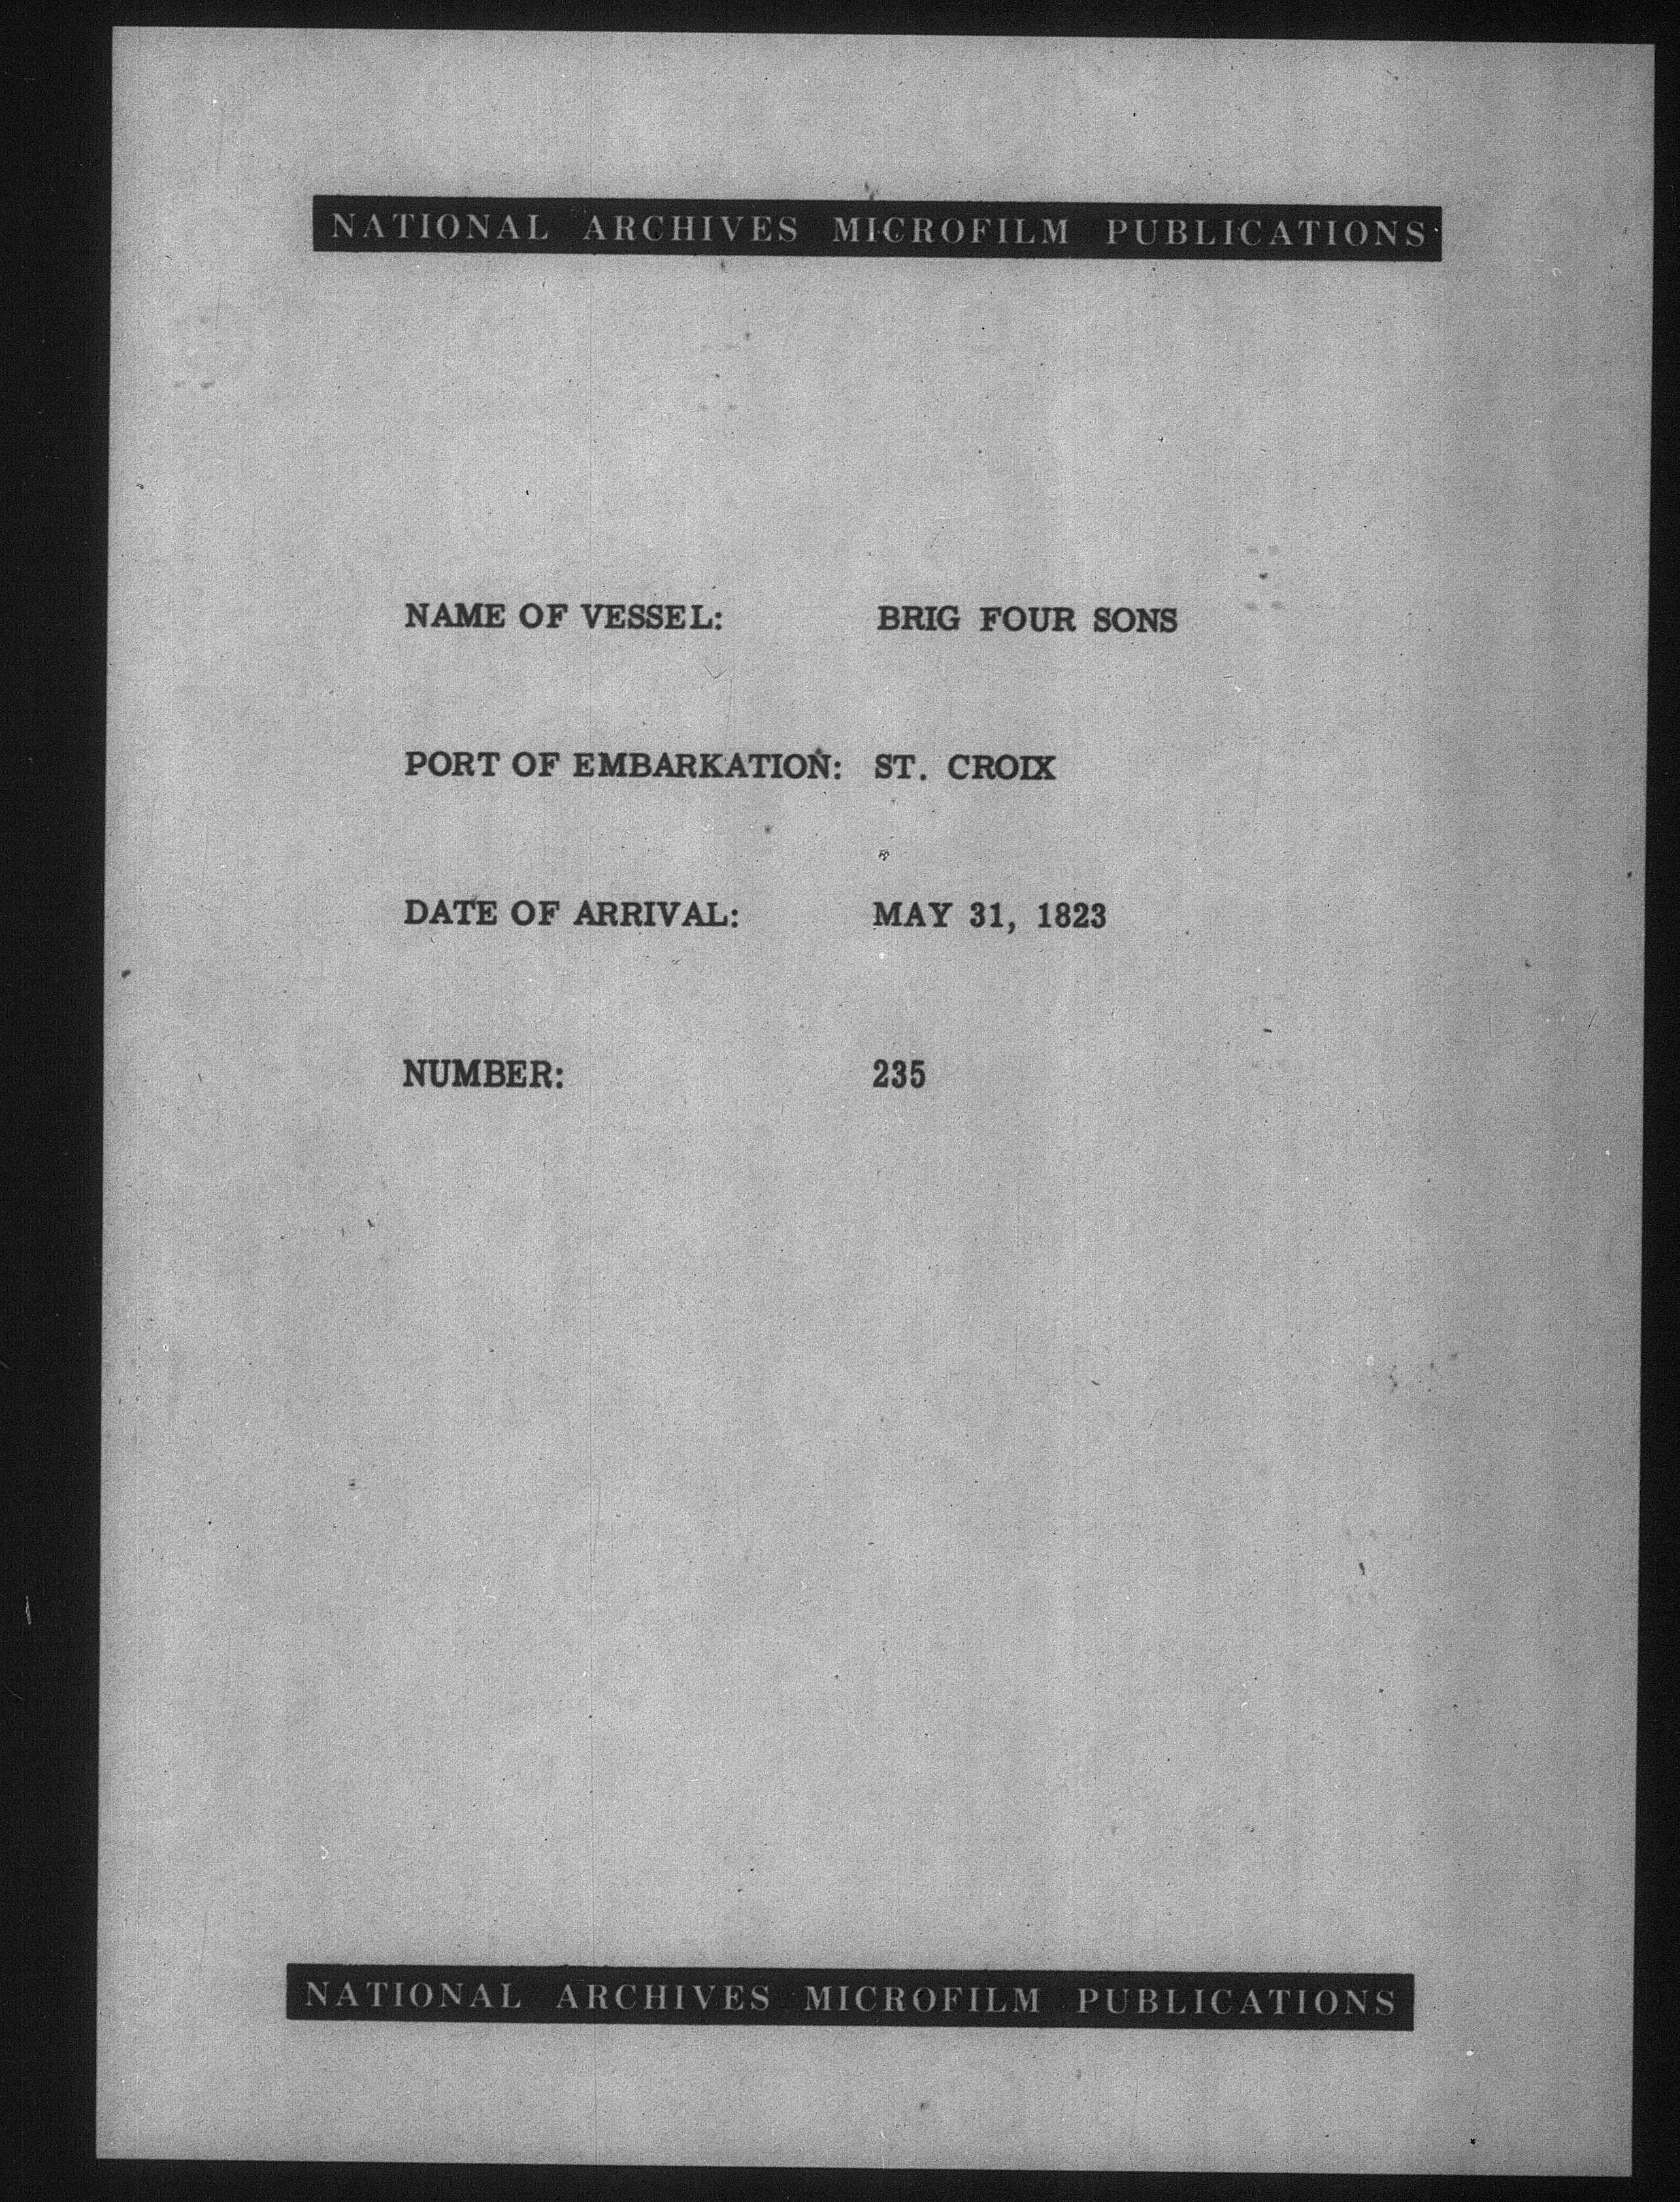 NATIONAL ARCHIVES MICROFILM PUBLICATIONS
NAME OF VESSEL: BRIG FOUR SONS
PORT OF EMBARKATION: ST. CROIX
DATE OF ARRIVAL: MAY 31, 1823
NUMBER: 235
NATIONAL ARCHIVES MICROFILM PUBLICATIONS